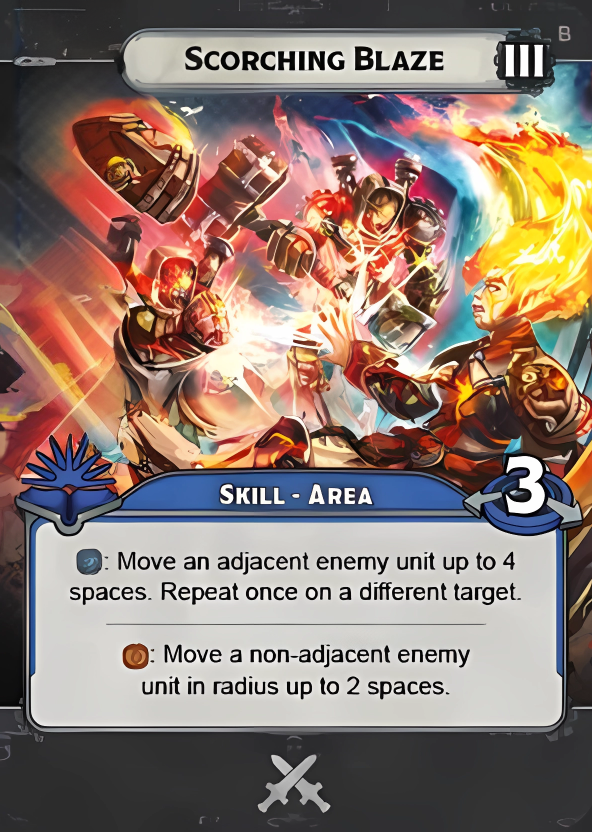 B
SCORCHING BLAZE
III
SKILL - AREA
3
: Move an adjacent enemy unit up to 4
spaces. Repeat once on a different target.
: Move a non-adjacent enemy
unit in radius up to 2 spaces.